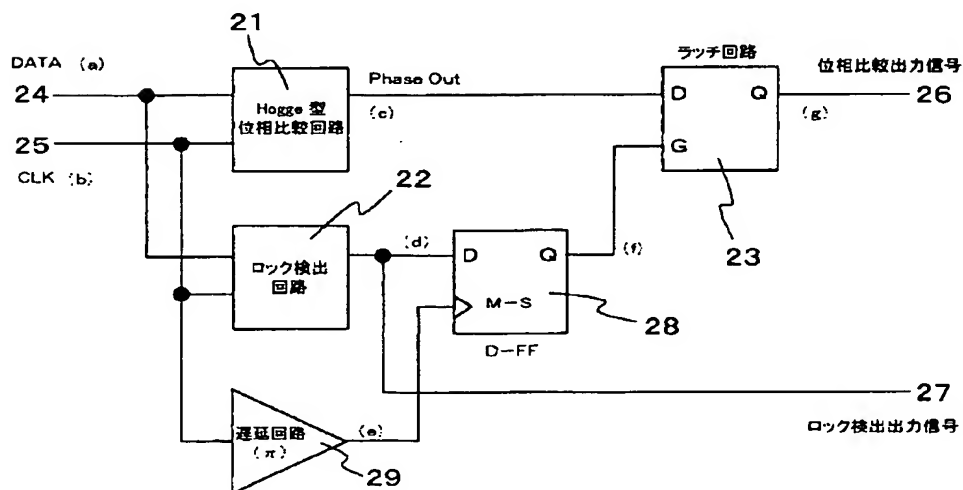 21
ラッチ回路
DATA (a)
Phase Out
位相比較出力信号
24
Hogge 型
位相比較回路
(c)
D Q
(g)
26
25
G
CLK (b)
22
23
(d)
D Q
(f)
ロック検出
回路
M-S
28
D-FF
27
ロック検出出力信号
遅延回路
(π)
(e)
29